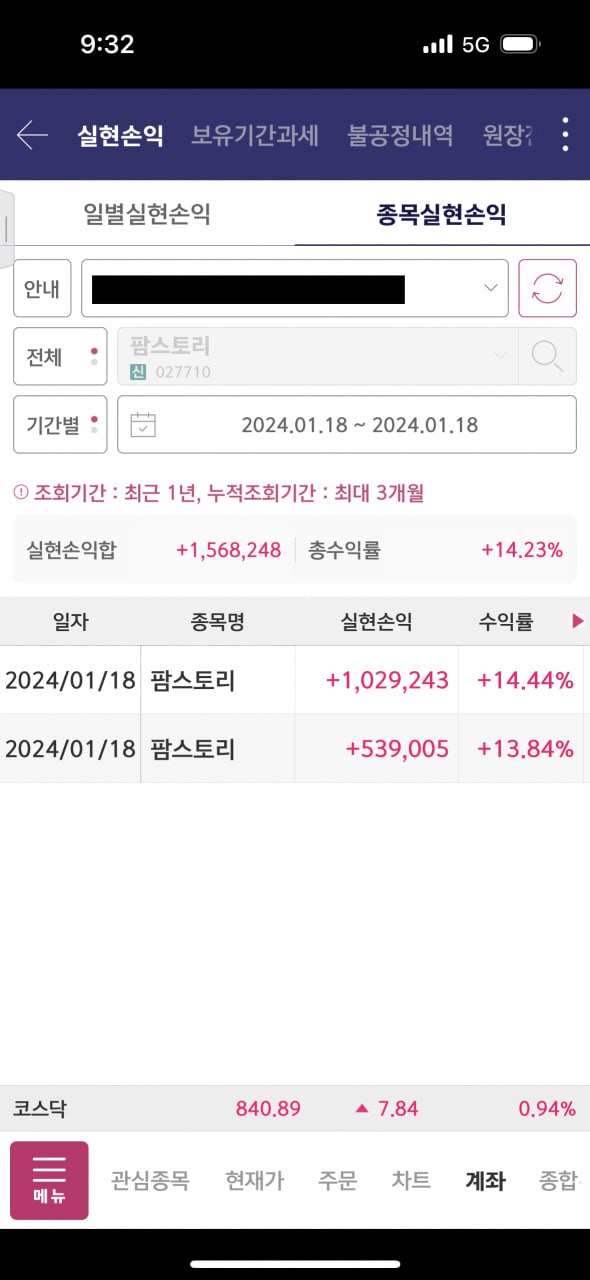 9:32 5G
실현손익 보유기간과세 불공정내역 원장
일별실현손익 종목실현손익
안내
전체 팜스토리
신 027710
기간별 2024.01.18 ~ 2024.01.18
조회기간 : 최근 1년, 누적조회기간 : 최대 3개월
실현손익합 +1,568,248 총수익률 +14.23%
일자 종목명 실현손익 수익률
2024/01/18 팜스토리 +1,029,243 +14.44%
2024/01/18 팜스토리 +539,005 +13.84%
코스닥 840.89 ▲ 7.84 0.94%
메뉴 관심종목 현재가 주문 차트 계좌 종합